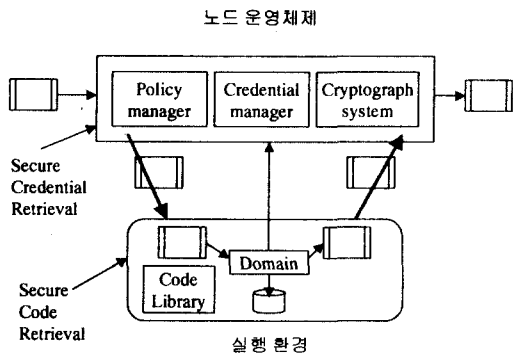 노드 운영체제
Policy
manager
Credential
manager
Cryptograph
system
Secure
Credential
Retrieval
Domain
Code
Library
Secure
Code
Retrieval
실행 환경